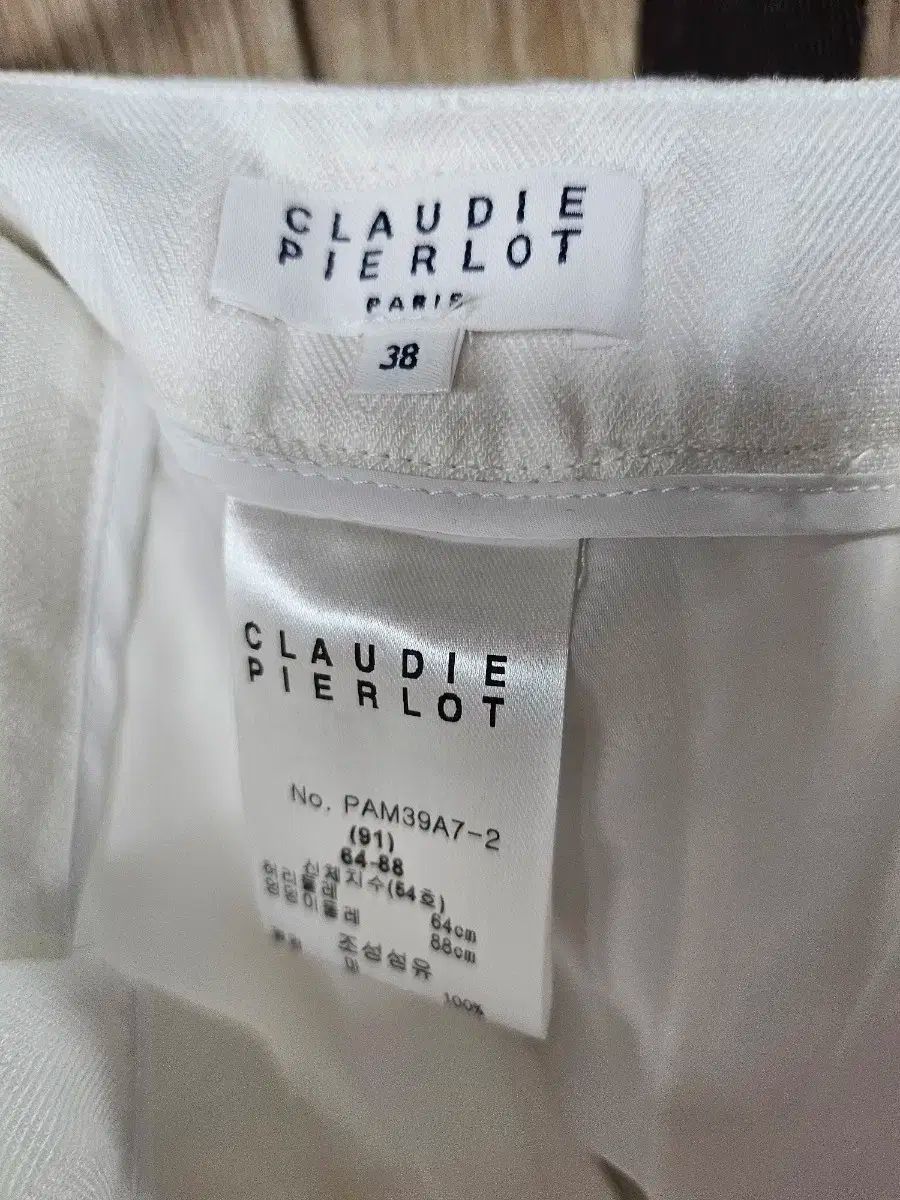 CLAUDIE
PIERLOT
PARIS
38
CLAUDIE
PIERLOT
No. PAM39A7-2
(91)
64-88
신체지수(54호)
허리둘레 64cm
엉덩이둘레 88cm
조성섬유
100%